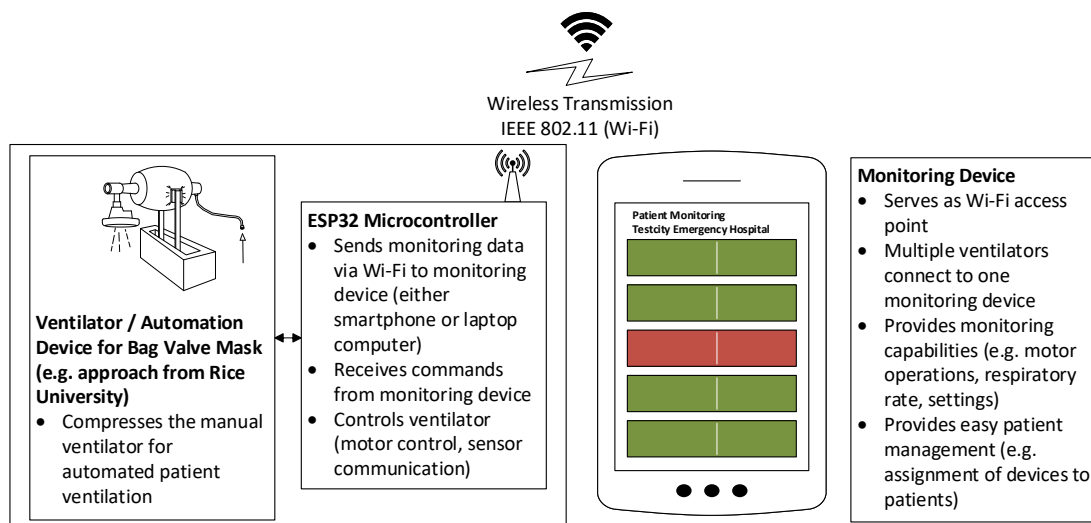 Wireless Transmission
IEEE 802.11 (Wi-Fi)
Ventilator / Automation
Device for Bag Valve Mask
(e.g. approach from Rice
University)
• Compresses the manual
ventilator for
automated patient
ventilation
ESP32 Microcontroller
• Sends monitoring data
via Wi-Fi to monitoring
device (either
smartphone or laptop
computer)
• Receives commands
from monitoring device
• Controls ventilator
(motor control, sensor
communication)
Patient Monitoring
Testcity Emergency Hospital
Monitoring Device
• Serves as Wi-Fi access
point
• Multiple ventilators
connect to one
monitoring device
• Provides monitoring
capabilities (e.g. motor
operations, respiratory
rate, settings)
• Provides easy patient
management (e.g.
assignment of devices to
patients)